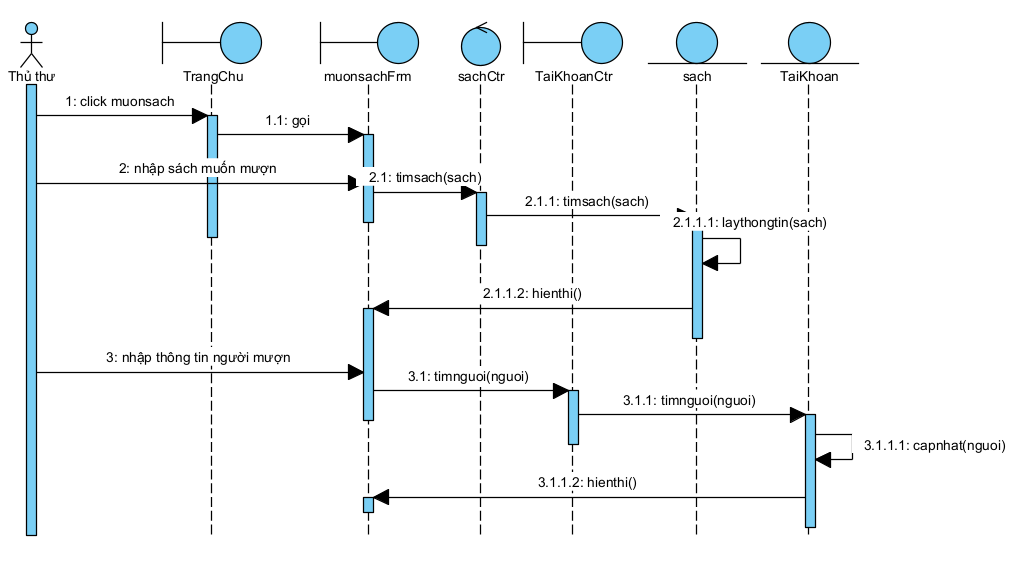 Thủ thư
TrangChu
muonsachFrm
sachCtr
TaiKhoanCtr
sach
TaiKhoan
1: click muonsach
1.1: gọi
2: nhập sách muốn mượn
2.1: timsach(sach)
2.1.1: timsach(sach)
2.1.1.1: laythongtin(sach)
2.1.1.2: hienthi()
3: nhập thông tin người mượn
3.1: timnguoi(nguoi)
3.1.1: timnguoi(nguoi)
3.1.1.1: capnhat(nguoi)
3.1.1.2: hienthi()